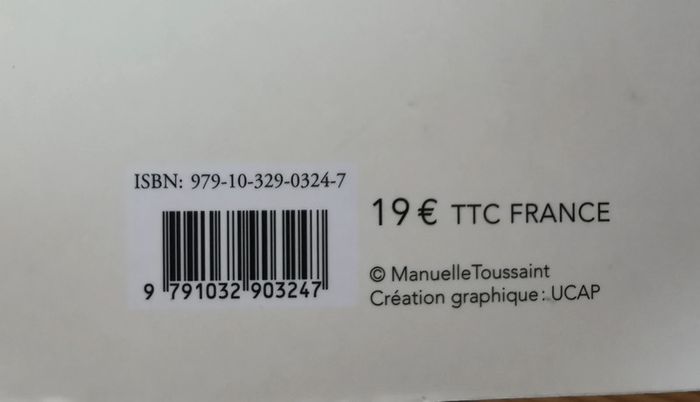 ISBN: 979-10-329-0324-7
9 791032 903247
19 € TTC FRANCE
© ManuelleToussaint
Création graphique : UCAP